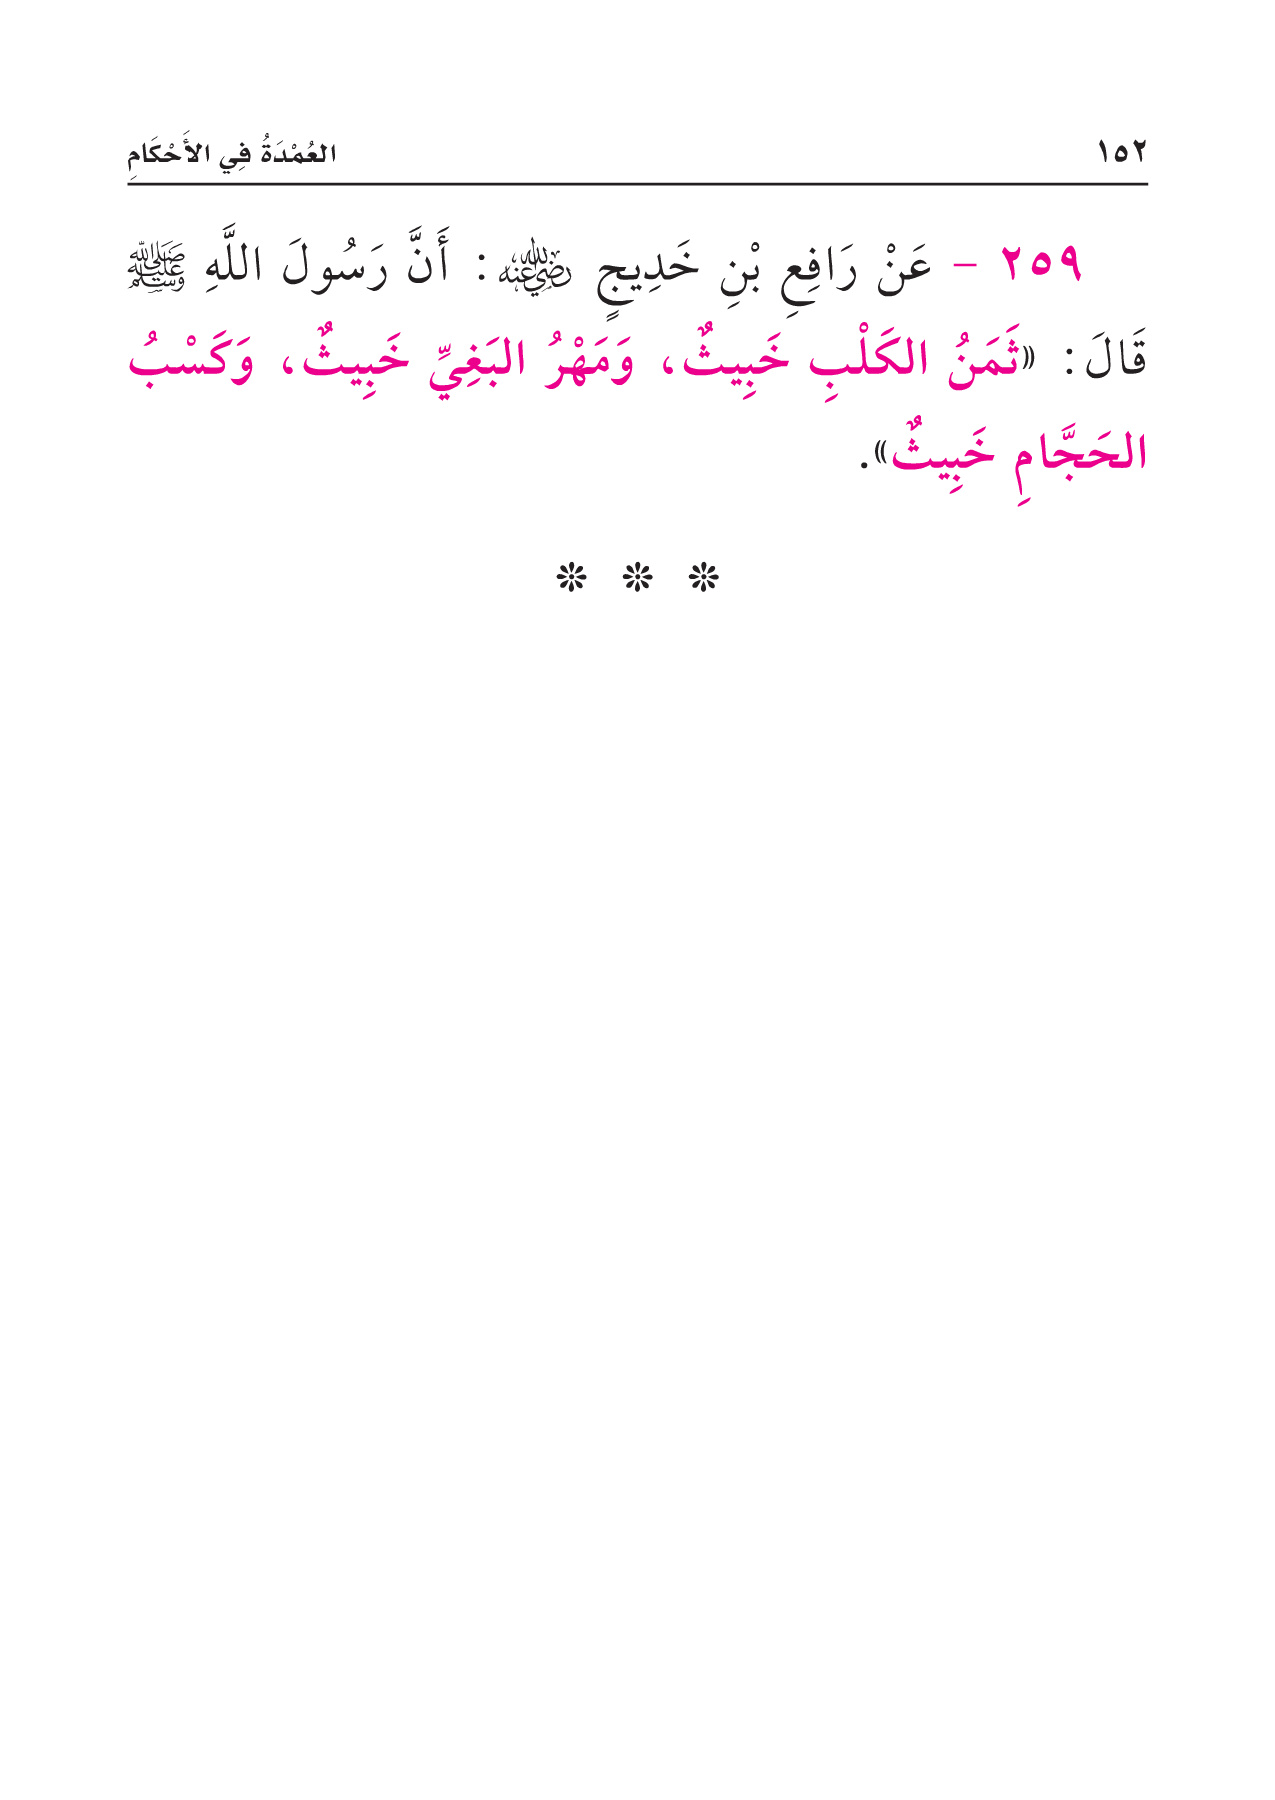 ١٥٢
العُمْدَةُ فِي الأَحْكَامِ
٢٥٩ - عَنْ رَافِعِ بْنِ خَدِيجٍ رضي الله عنه: أَنَّ رَسُولَ اللَّهِ ﷺ
قَالَ: «ثَمَنُ الكَلْبِ خَبِيثٌ، وَمَهْرُ البَغِيِّ خَبِيثٌ، وَكَسْبُ
الحَجَّامِ خَبِيثٌ».
❊ ❊ ❊